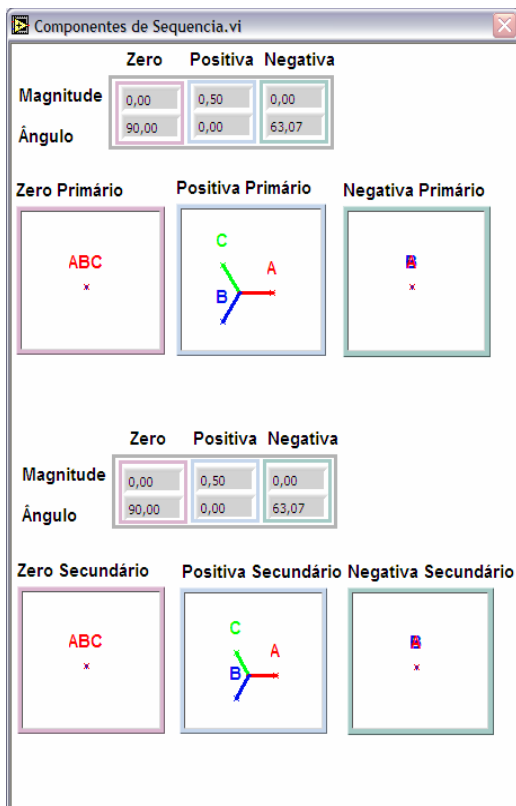 Componentes de Sequencia.vi
Zero Positiva Negativa
Magnitude 0,00 0,50 0,00
Ângulo 90,00 0,00 63,07
Zero Primário Positiva Primário Negativa Primário
ABC
C
A
B
B
A
Zero Positiva Negativa
Magnitude 0,00 0,50 0,00
Ângulo 90,00 0,00 63,07
Zero Secundário Positiva Secundário Negativa Secundário
ABC
C
A
B
B
A